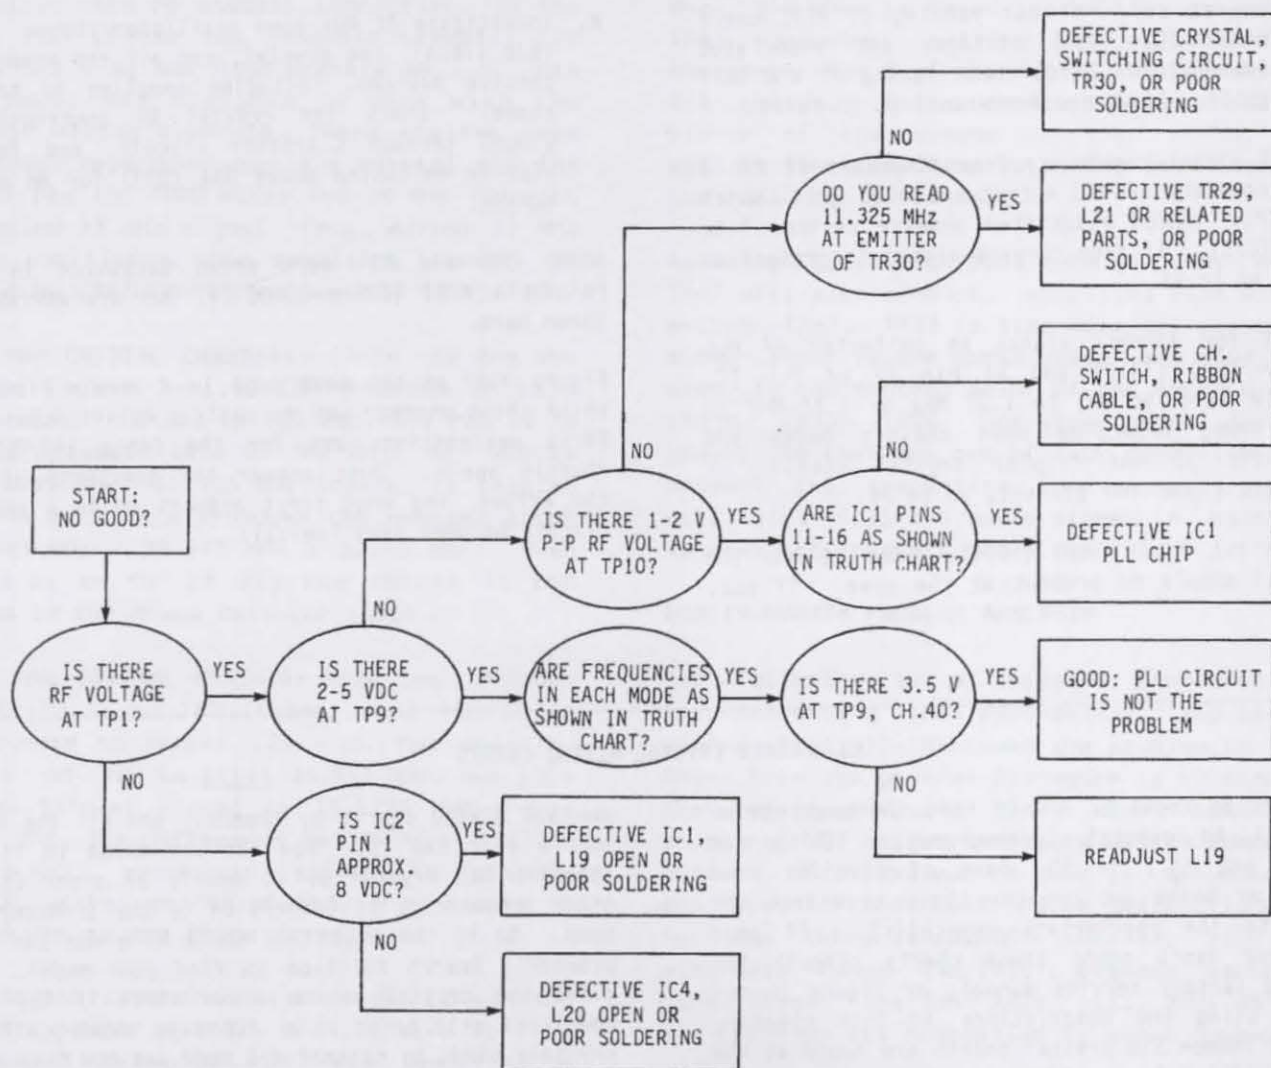 DEFECTIVE CRYSTAL,
SWITCHING CIRCUIT,
TR30, OR POOR
SOLDERING
NO
DO YOU READ
11.325 MHz
AT EMITTER
OF TR30?
YES
DEFECTIVE TR29,
L21 OR RELATED
PARTS, OR POOR
SOLDERING
DEFECTIVE CH.
SWITCH, RIBBON
CABLE, OR POOR
SOLDERING
NO
NO
START:
NO GOOD?
IS THERE 1-2 V
P-P RF VOLTAGE
AT TP10?
YES
ARE IC1 PINS
11-16 AS SHOWN
IN TRUTH CHART?
YES
DEFECTIVE IC1
PLL CHIP
NO
IS THERE
RF VOLTAGE
AT TP1?
YES
IS THERE
2-5 VDC
AT TP9?
YES
ARE FREQUENCIES
IN EACH MODE AS
SHOWN IN TRUTH
CHART?
YES
IS THERE 3.5 V
AT TP9, CH.40?
YES
GOOD: PLL CIRCUIT
IS NOT THE
PROBLEM
NO
NO
IS IC2
PIN 1
APPROX
8 VDC?
YES
DEFECTIVE IC1,
L19 OPEN OR
POOR SOLDERING
READJUST L19
NO
DEFECTIVE IC4,
L20 OPEN OR
POOR SOLDERING